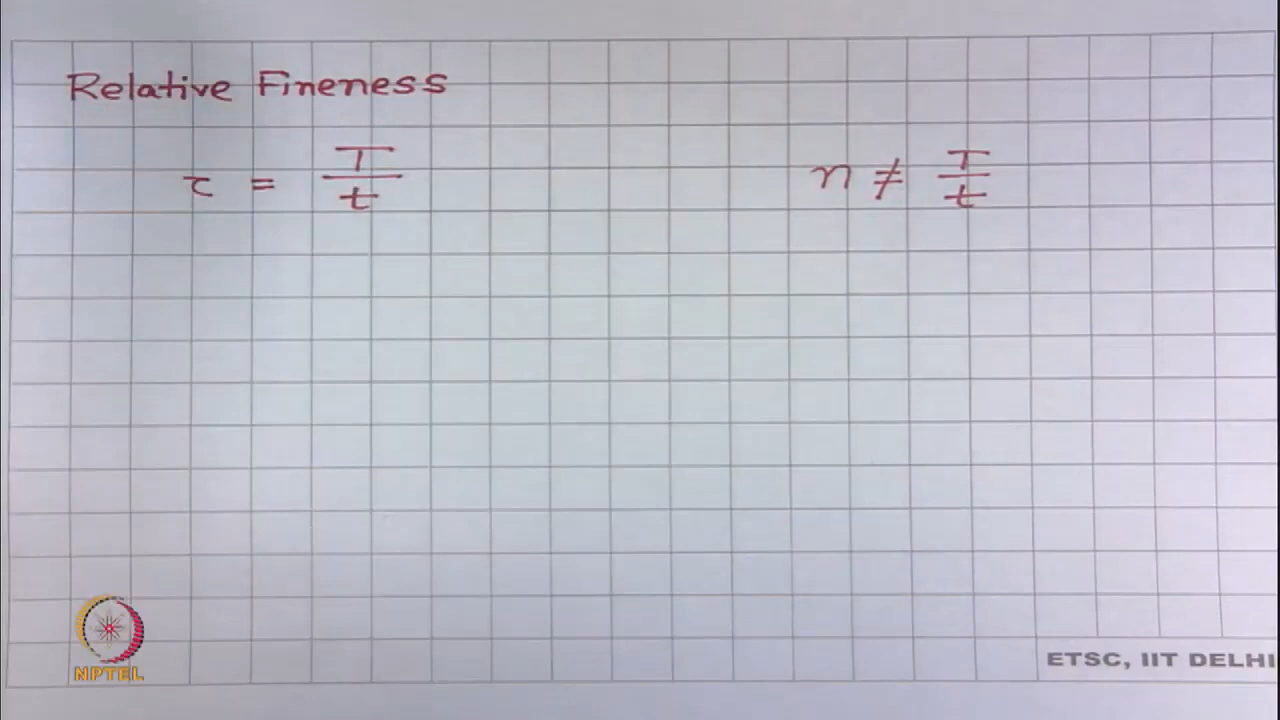 Relative Fineness
τ = T/t
n ≠ T/t
NPTEL
ETSC, IIT DELHI